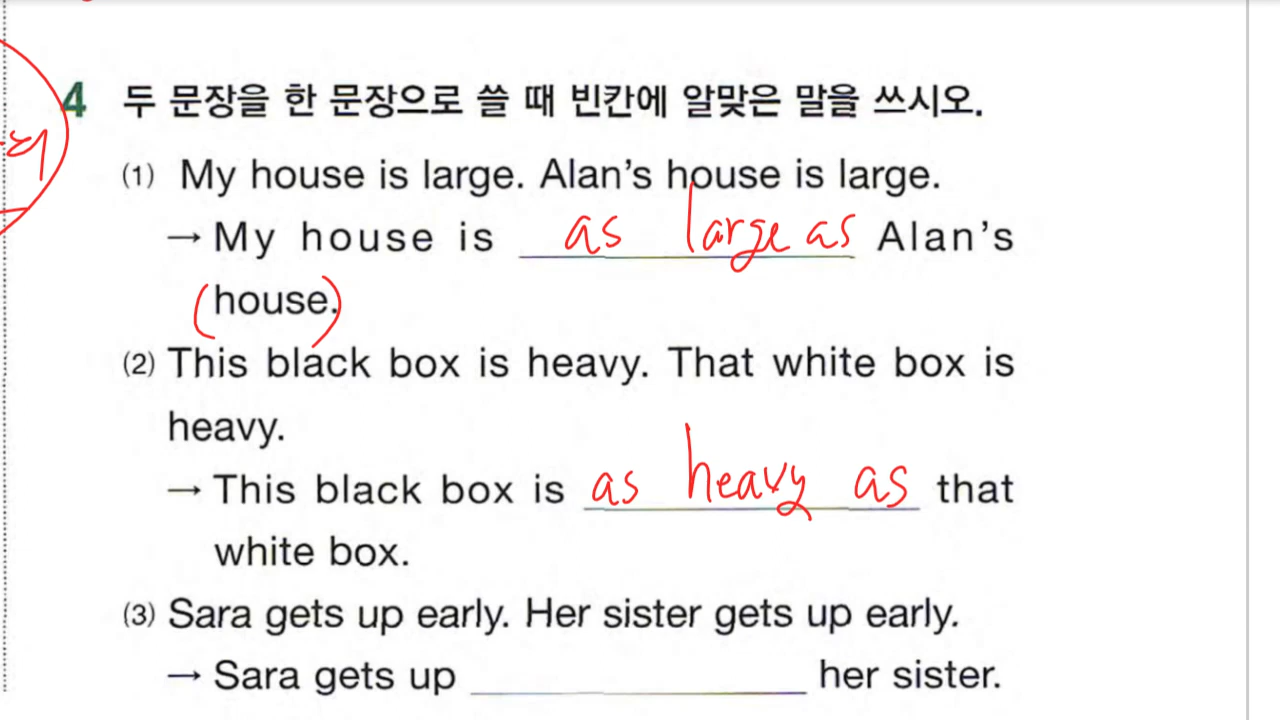 4 두 문장을 한 문장으로 쓸 때 빈칸에 알맞은 말을 쓰시오.
(1) My house is large. Alan's house is large.
→ My house is as large as Alan's
(house.)
(2) This black box is heavy. That white box is
heavy.
→ This black box is as heavy as that
white box.
(3) Sara gets up early. Her sister gets up early.
→ Sara gets up ____________ her sister.